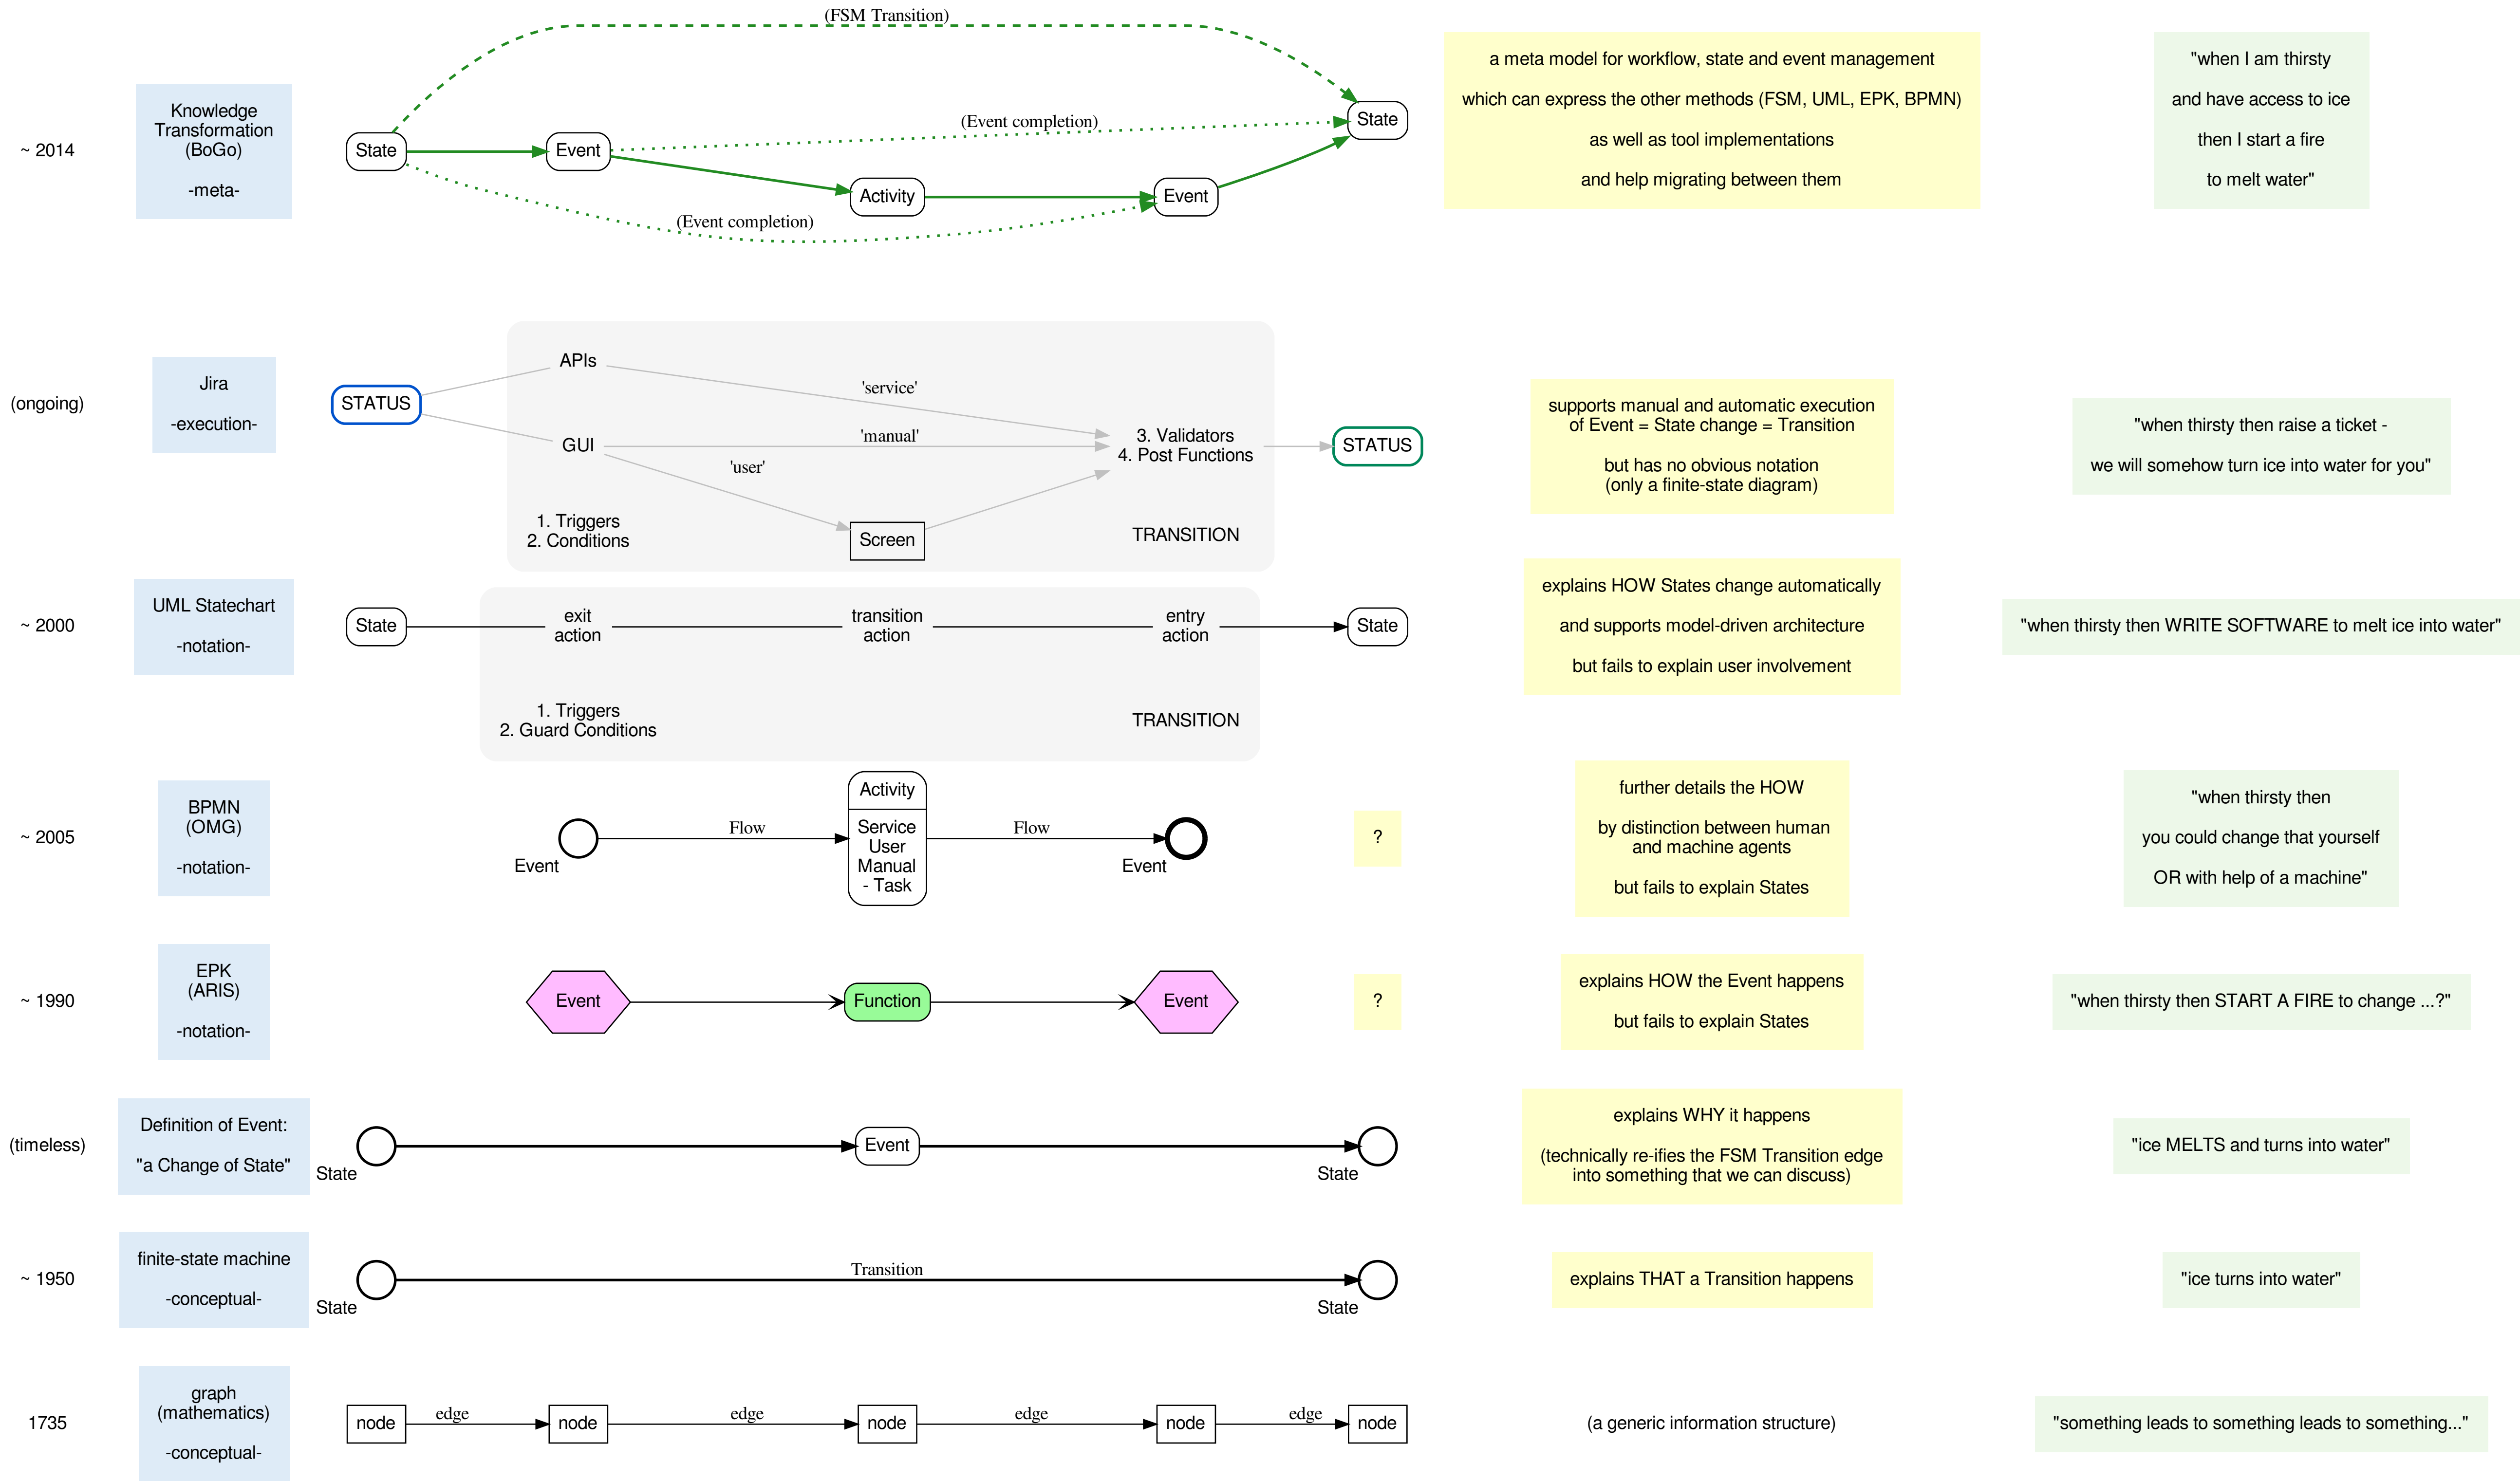 ~ 2014
Knowledge
Transformation
(BoGo)
-meta-
(FSM Transition)
State
Event
(Event completion)
State
Activity
Event
(Event completion)
a meta model for workflow, state and event management
which can express the other methods (FSM, UML, EPK, BPMN)
as well as tool implementations
and help migrating between them
"when I am thirsty
and have access to ice
then I start a fire
to melt water"
(ongoing)
Jira
-execution-
STATUS
APIs
'service'
GUI
'manual'
'user'
3. Validators
4. Post Functions
STATUS
1. Triggers
2. Conditions
Screen
TRANSITION
supports manual and automatic execution
of Event = State change = Transition
but has no obvious notation
(only a finite-state diagram)
"when thirsty then raise a ticket -
we will somehow turn ice into water for you"
~ 2000
UML Statechart
-notation-
State
exit
action
transition
action
entry
action
State
1. Triggers
2. Guard Conditions
TRANSITION
explains HOW States change automatically
and supports model-driven architecture
but fails to explain user involvement
"when thirsty then WRITE SOFTWARE to melt ice into water"
~ 2005
BPMN
(OMG)
-notation-
Event
Flow
Activity
Service
User
Manual
- Task
Flow
Event
?
further details the HOW
by distinction between human
and machine agents
but fails to explain States
"when thirsty then
you could change that yourself
OR with help of a machine"
~ 1990
EPK
(ARIS)
-notation-
Event
Function
Event
?
explains HOW the Event happens
but fails to explain States
"when thirsty then START A FIRE to change ...?"
(timeless)
Definition of Event:
"a Change of State"
State
Event
State
explains WHY it happens
(technically re-ifies the FSM Transition edge
into something that we can discuss)
"ice MELTS and turns into water"
~ 1950
finite-state machine
-conceptual-
State
Transition
State
explains THAT a Transition happens
"ice turns into water"
1735
graph
(mathematics)
-conceptual-
node
edge
node
edge
node
edge
node
edge
node
(a generic information structure)
"something leads to something leads to something..."